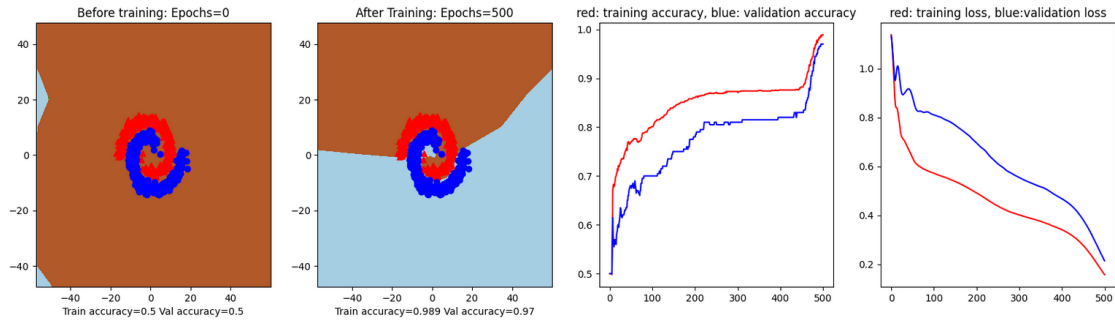 Before training: Epochs=0
40
20
0
−20
−40
−40 −20 0 20 40
Train accuracy=0.5 Val accuracy=0.5
After Training: Epochs=500
40
20
0
−20
−40
−40 −20 0 20 40
Train accuracy=0.989 Val accuracy=0.97
red: training accuracy, blue: validation accuracy
1.0
0.9
0.8
0.7
0.6
0.5
0 100 200 300 400 500
red: training loss, blue:validation loss
1.0
0.8
0.6
0.4
0.2
0 100 200 300 400 500